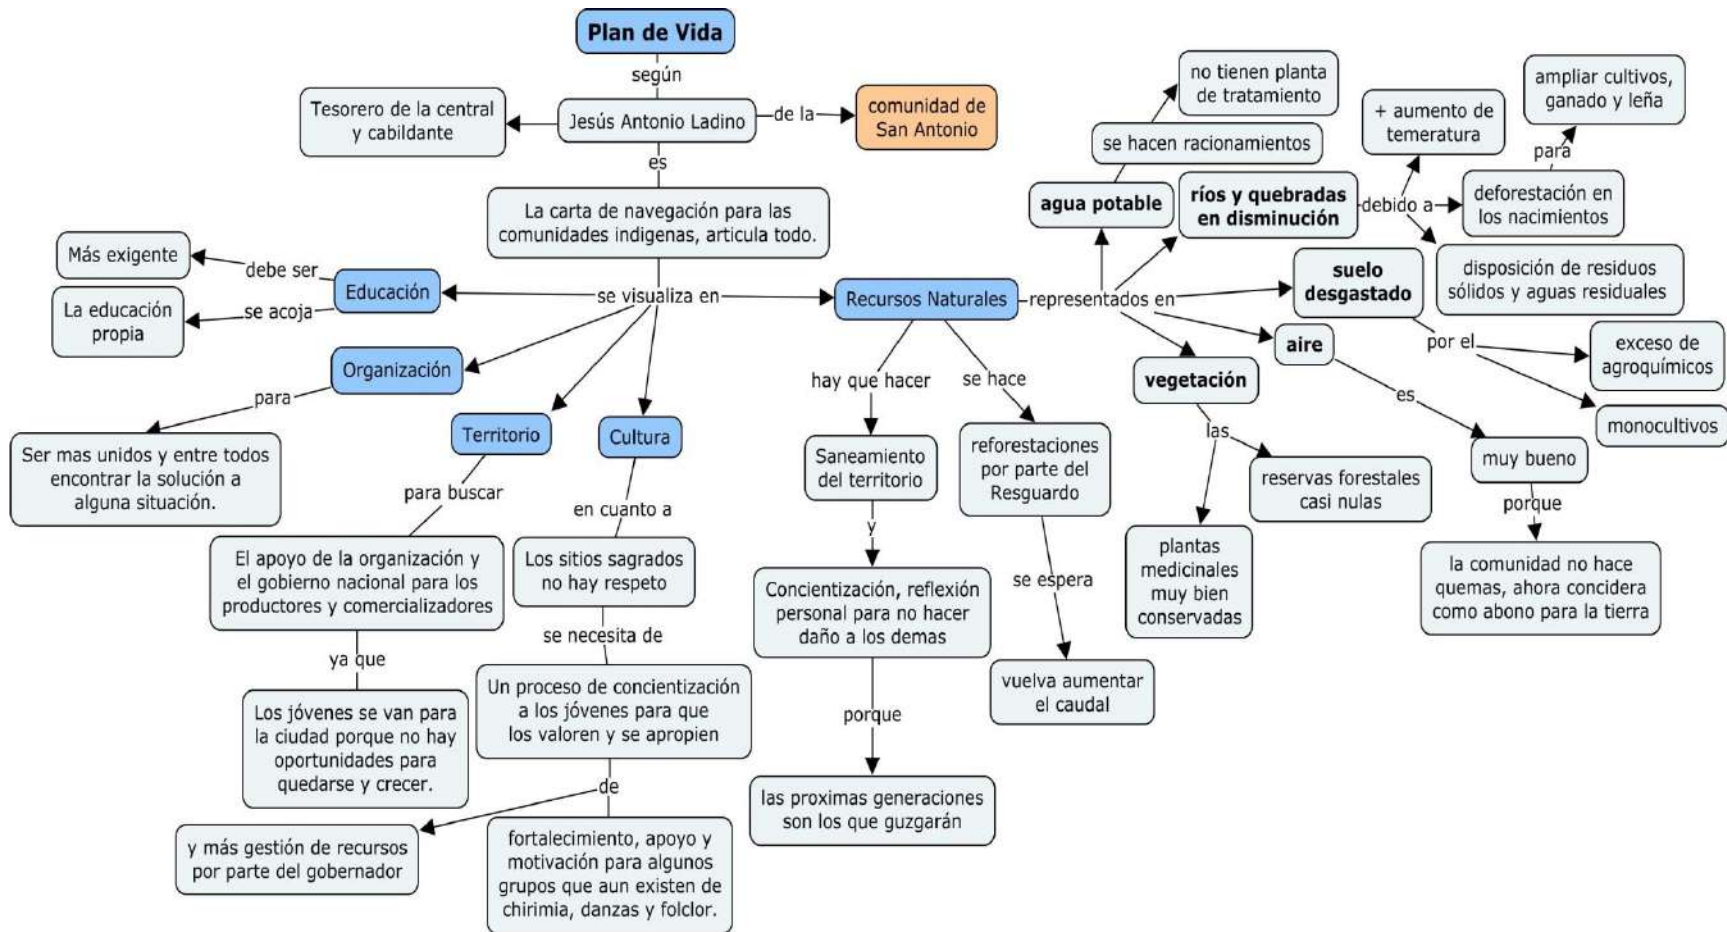 Plan de Vida
según
Tesorero de la central
y cabildante
Jesús Antonio Ladino
de la
comunidad de
San Antonio
es
La carta de navegación para las
comunidades indigenas, articula todo.
se visualiza en
Más exigente
debe ser
Educación
La educación
propia
se acoja
Organización
para
Ser mas unidos y entre todos
encontrar la solución a
alguna situación.
Territorio
para buscar
El apoyo de la organización y
el gobierno nacional para los
productores y comercializadores
ya que
Los jóvenes se van para
la ciudad porque no hay
oportunidades para
quedarse y crecer.
Cultura
en cuanto a
Los sitios sagrados
no hay respeto
se necesita de
Un proceso de concientización
a los jóvenes para que
los valoren y se apropien
de
y más gestión de recursos
por parte del gobernador
fortalecimiento, apoyo y
motivación para algunos
grupos que aun existen de
chirimia, danzas y folclor.
Recursos Naturales
hay que hacer
Saneamiento
del territorio
y
Concientización, reflexión
personal para no hacer
daño a los demas
porque
las proximas generaciones
son los que guzgarán
se hace
reforestaciones
por parte del
Resguardo
se espera
vuelva aumentar
el caudal
representados en
agua potable
se hacen racionamientos
no tienen planta
de tratamiento
ríos y quebradas
en disminución
debido a
+ aumento de
temeratura
deforestación en
los nacimientos
para
ampliar cultivos,
ganado y leña
disposición de residuos
sólidos y aguas residuales
suelo
desgastado
por el
exceso de
agroquímicos
monocultivos
aire
es
muy bueno
porque
la comunidad no hace
quemas, ahora concidera
como abono para la tierra
vegetación
las
reservas forestales
casi nulas
plantas
medicinales
muy bien
conservadas